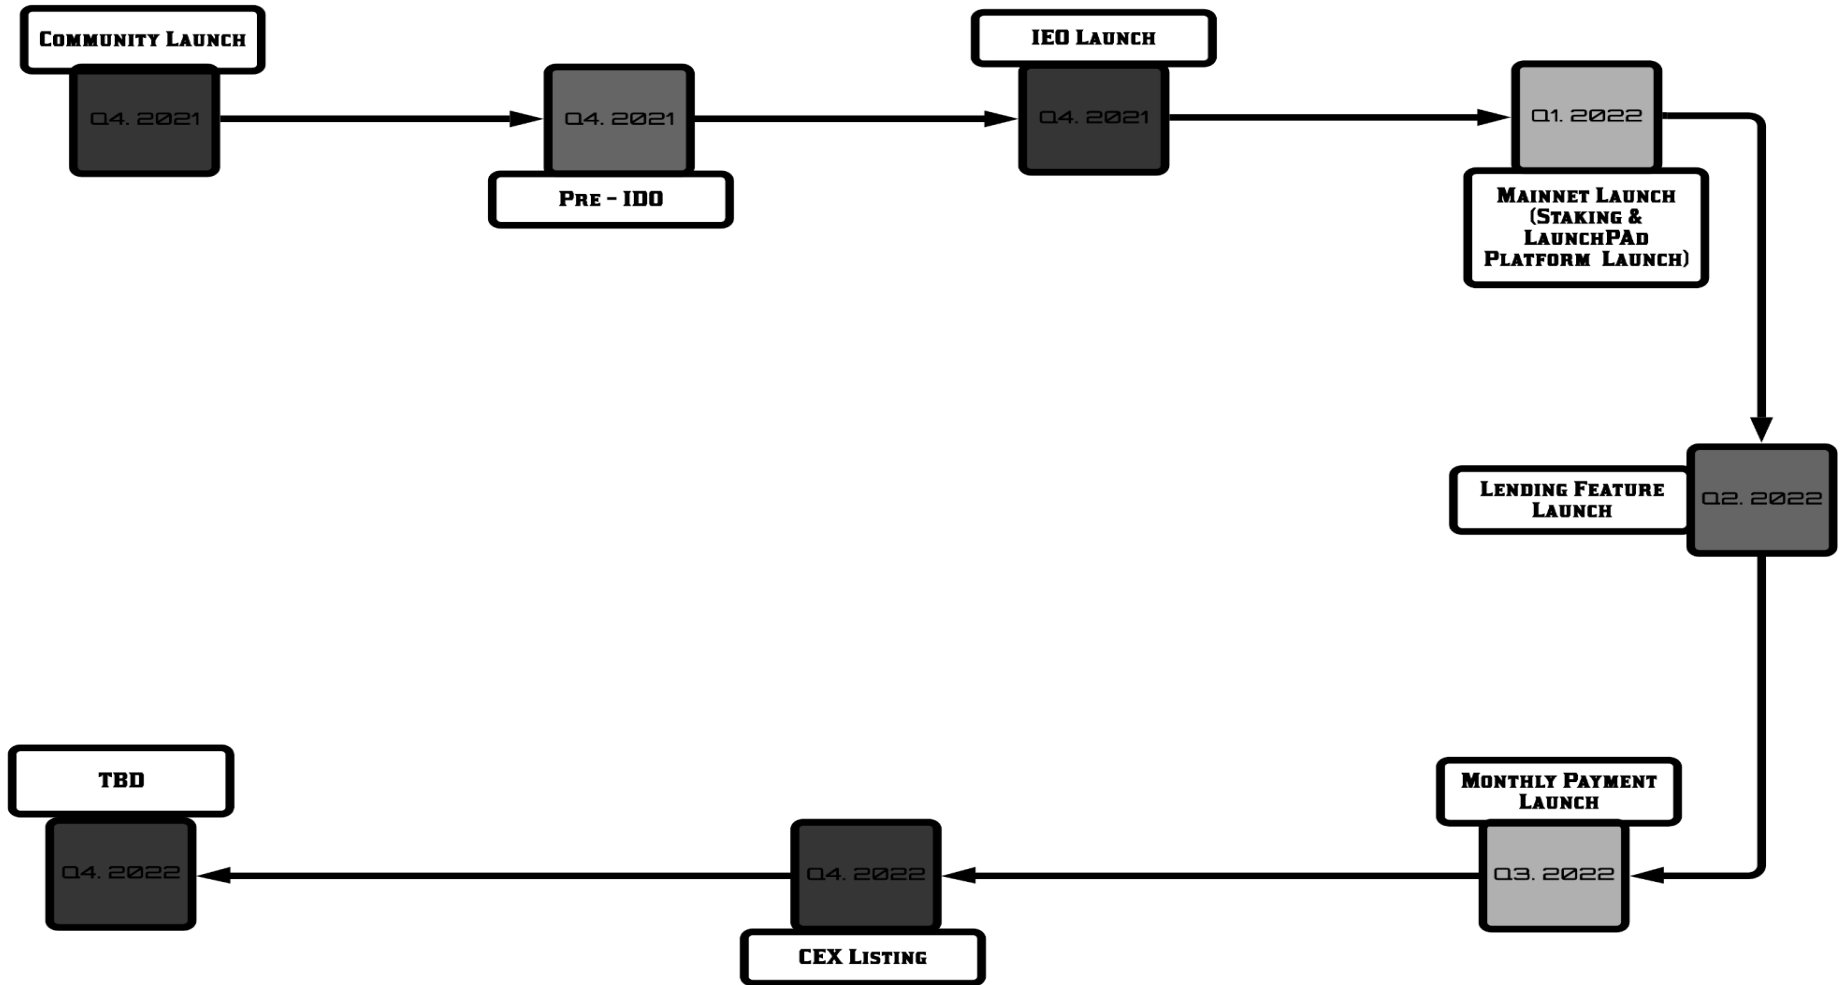 Community Launch
Q4. 2021
Q4. 2021
Pre - IDO
IEO Launch
Q4. 2021
Q1. 2022
Mainnet Launch
(Staking &
LaunchPAd
Platform Launch)
Lending Feature
Launch
Q2. 2022
Monthly Payment
Launch
Q3. 2022
Q4. 2022
CEX Listing
TBD
Q4. 2022